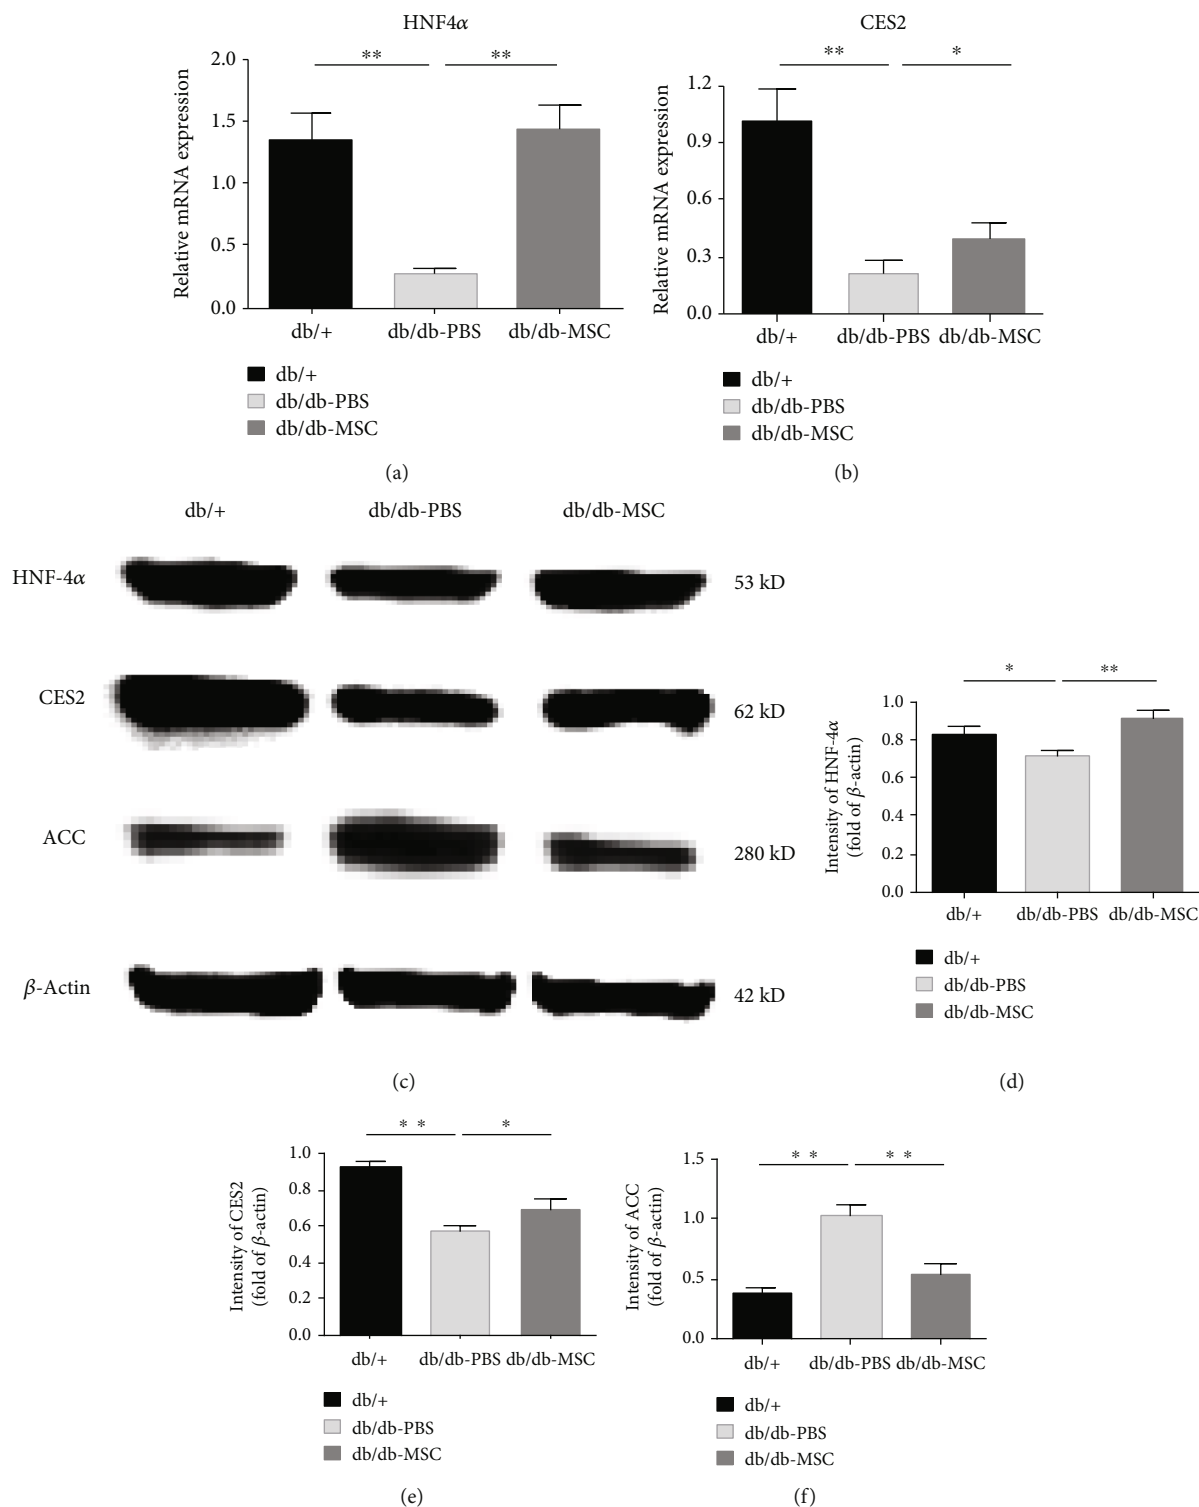 HNF4α
** **
Relative mRNA expression
2.0
1.5
1.0
0.5
0.0
db/+ db/db-PBS db/db-MSC
db/+
db/db-PBS
db/db-MSC
(a)
CES2
** *
Relative mRNA expression
1.2
0.9
0.6
0.3
0.0
db/+ db/db-PBS db/db-MSC
db/+
db/db-PBS
db/db-MSC
(b)
db/+ db/db-PBS db/db-MSC
HNF-4α 53 kD
CES2 62 kD
ACC 280 kD
β-Actin 42 kD
(c)
* **
Intensity of HNF-4α
(fold of β-actin)
1.0
0.8
0.6
0.4
0.2
0.0
db/+ db/db-PBS db/db-MSC
db/+
db/db-PBS
db/db-MSC
(d)
* * *
Intensity of CES2
(fold of β-actin)
1.0
0.8
0.6
0.4
0.2
0.0
db/+ db/db-PBS db/db-MSC
db/+
db/db-PBS
db/db-MSC
(e)
* * * *
Intensity of ACC
(fold of β-actin)
1.5
1.0
0.5
0.0
db/+ db/db-PBS db/db-MSC
db/+
db/db-PBS
db/db-MSC
(f)